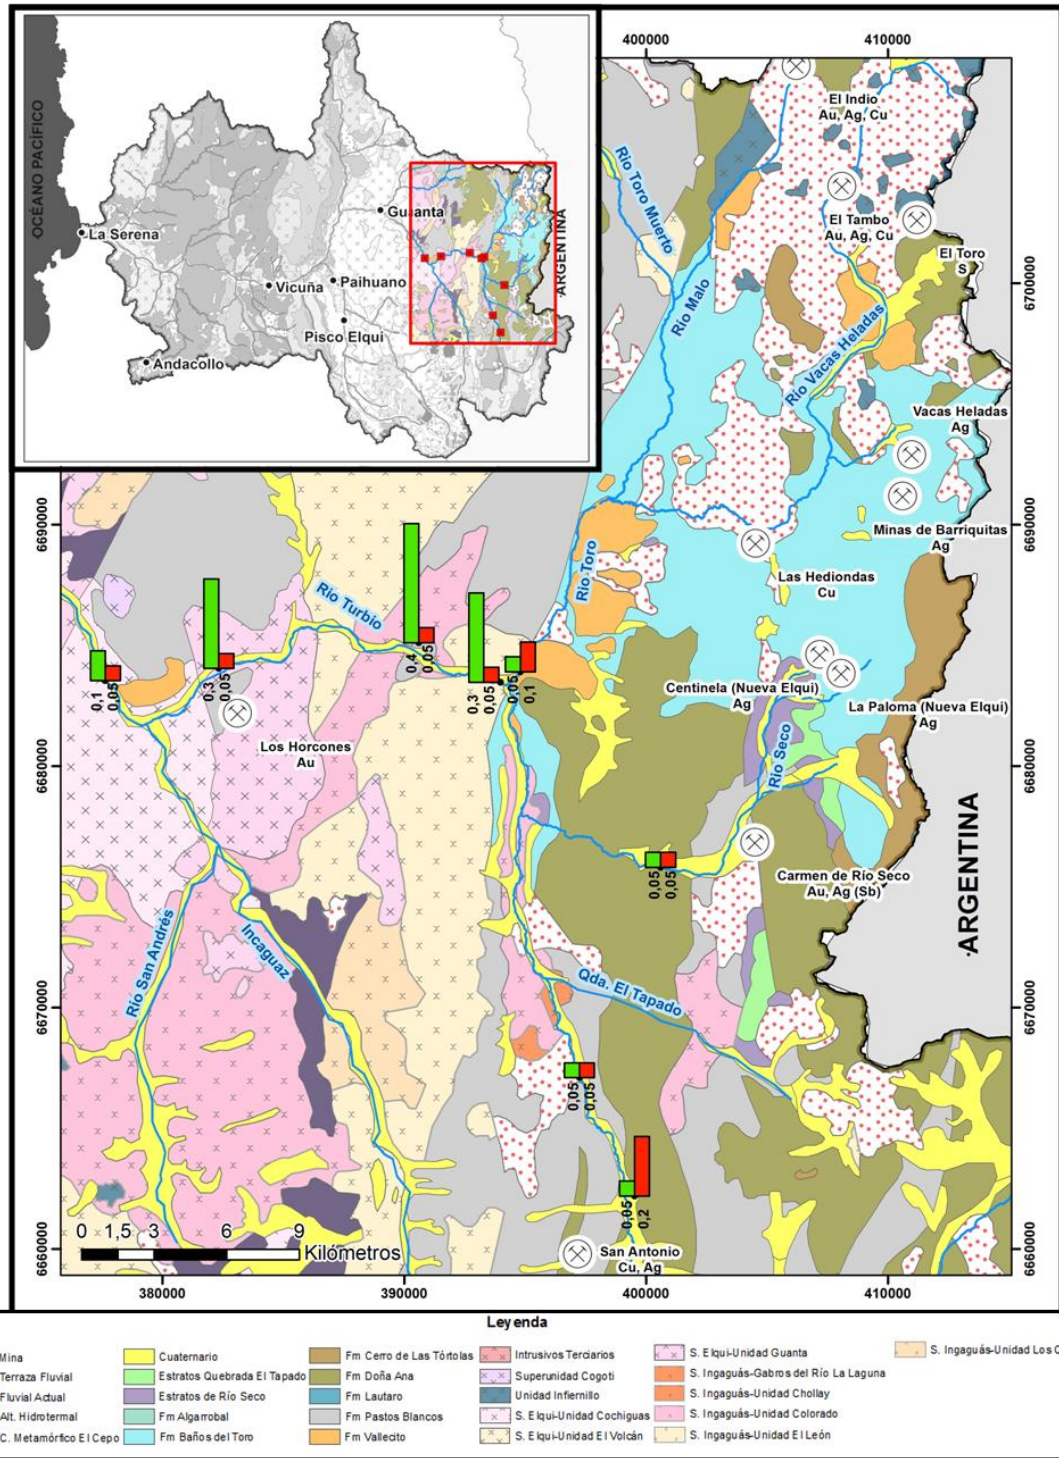 400000
410000
OCÉANO PACÍFICO
La Serena
Guanta
Vicuña
Paihuano
Pisco Elqui
Andacollo
ARGENTINA
El Indio
Au, Ag, Cu
Río Toro Muerto
El Tambo
Au, Ag, Cu
El Toro
S
6700000
Río Malo
Río Vacas Heladas
Vacas Heladas
Ag
6690000
6690000
Minas de Barriquitas
Ag
Las Hediondas
Cu
Río Toro
Río Turbio
0,1
0,05
0,3
0,05
0,4
0,05
0,3
0,05
0,05
0,1
Centinela (Nueva Elqui)
Ag
La Paloma (Nueva Elqui)
Ag
Los Horcones
Au
Río Seco
6680000
6680000
Carmen de Río Seco
Au, Ag (Sb)
0,05
0,05
ARGENTINA
Río San Andrés
Incaguaz
Qda. El Tapado
6670000
6670000
0,05
0,05
0,05
0,2
San Antonio
Cu, Ag
0 1,5 3 6 9
Kilómetros
6660000
6660000
380000
390000
400000
410000
Leyenda
Mina
Terraza Fluvial
Fluvial Actual
Alt. Hidrotermal
C. Metamórfico El Cepo
Cuaternario
Estratos Quebrada El Tapado
Estratos de Río Seco
Fm Algarrobal
Fm Baños del Toro
Fm Cerro de Las Tórtolas
Fm Doña Ana
Fm Lautaro
Fm Pastos Blancos
Fm Vallecito
Intrusivos Terciarios
Superunidad Cogoti
Unidad Infiernillo
S. Elqui-Unidad Cochiguas
S. Elqui-Unidad El Volcán
S. Elqui-Unidad Guanta
S. Ingaguás-Gabros del Río La Laguna
S. Ingaguás-Unidad Chollay
S. Ingaguás-Unidad Colorado
S. Ingaguás-Unidad El León
S. Ingaguás-Unidad Los C